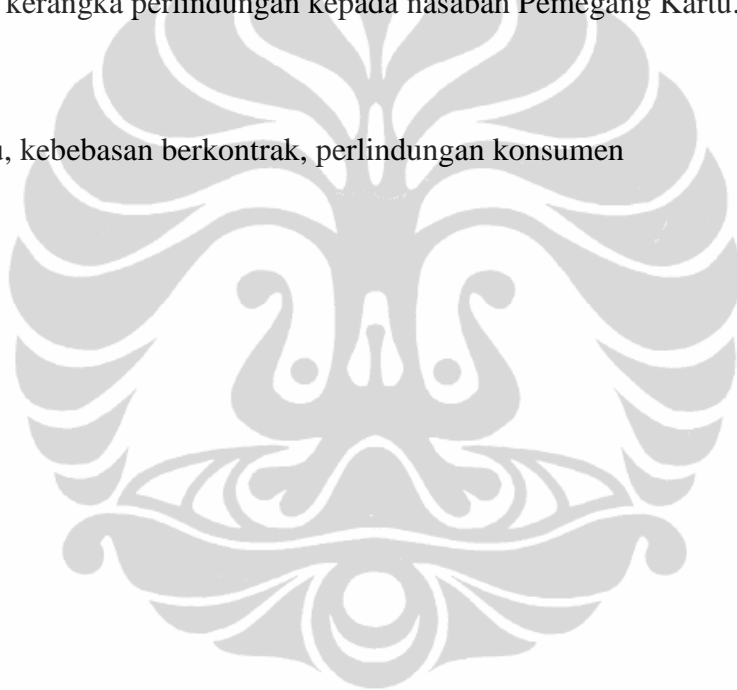 kerangka perlindungan kepada nasabah Pemegang Kartu.
, kebebasan berkontrak, perlindungan konsumen